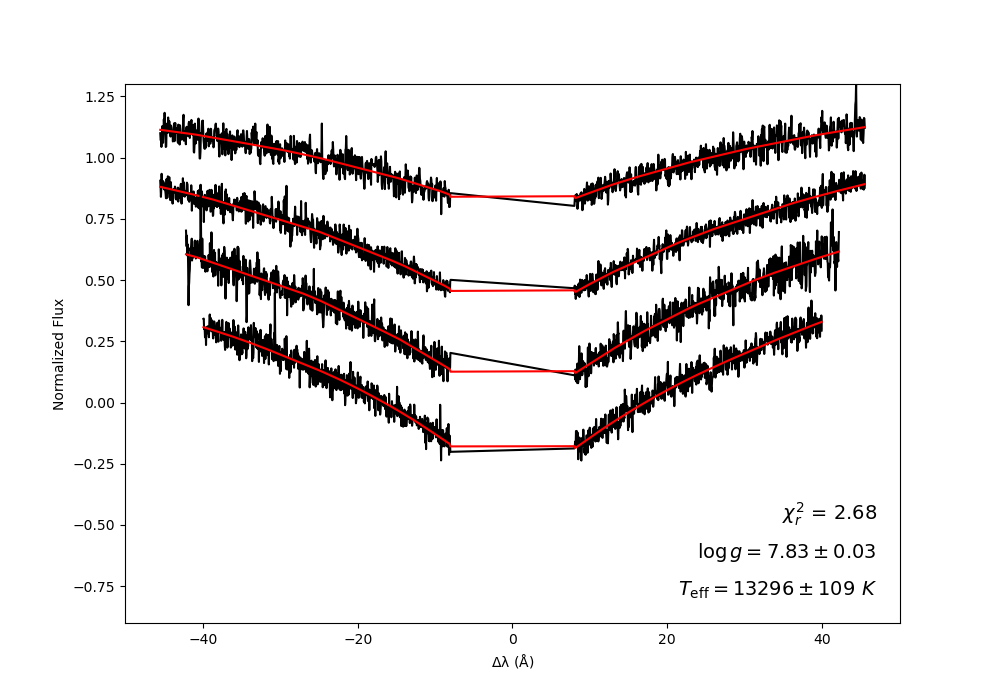 1.25
1.00
0.75
0.50
0.25
0.00
−0.25
−0.50
−0.75
Normalized Flux
χ²ᵣ = 2.68
log g = 7.83 ± 0.03
T_eff = 13296 ± 109 K
−40
−20
0
20
40
Δλ (Å)